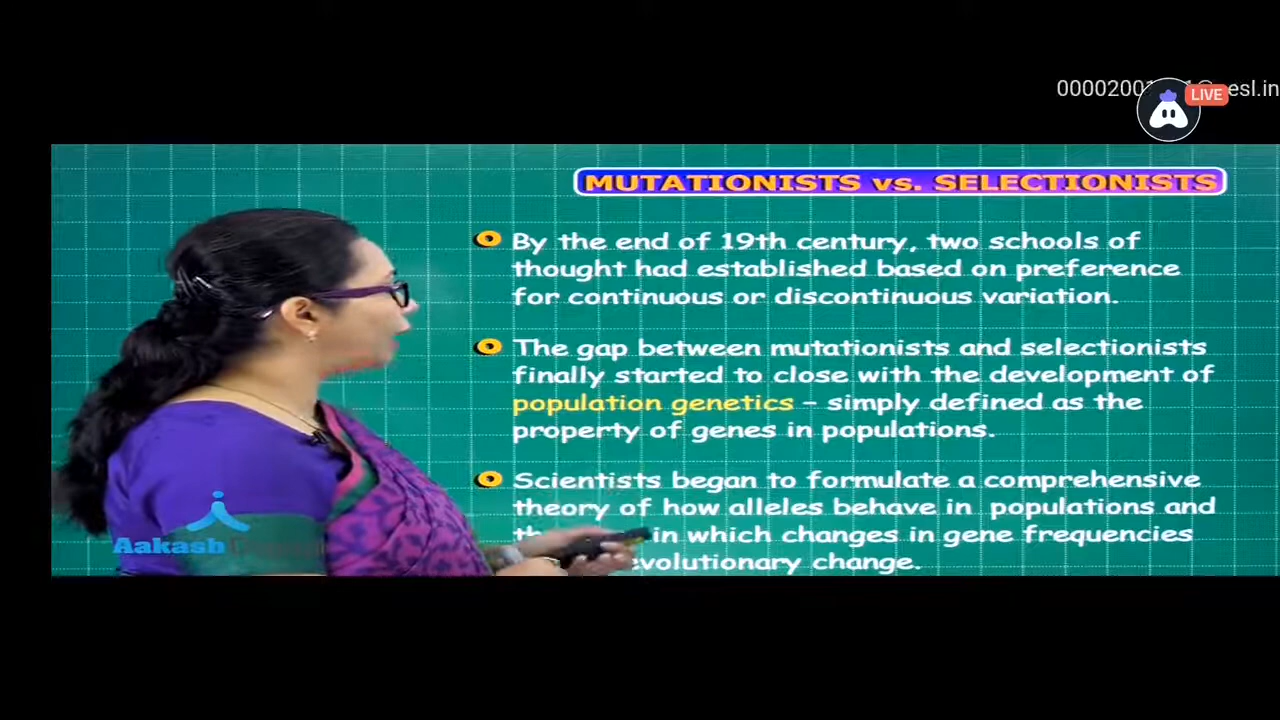 LIVE
esl.in
MUTATIONISTS vs. SELECTIONISTS
By the end of 19th century, two schools of
thought had established based on preference
for continuous or discontinuous variation.
The gap between mutationists and selectionists
finally started to close with the development of
population genetics – simply defined as the
property of genes in populations.
Scientists began to formulate a comprehensive
theory of how alleles behave in populations and
in which changes in gene frequencies
evolutionary change.
Aakash